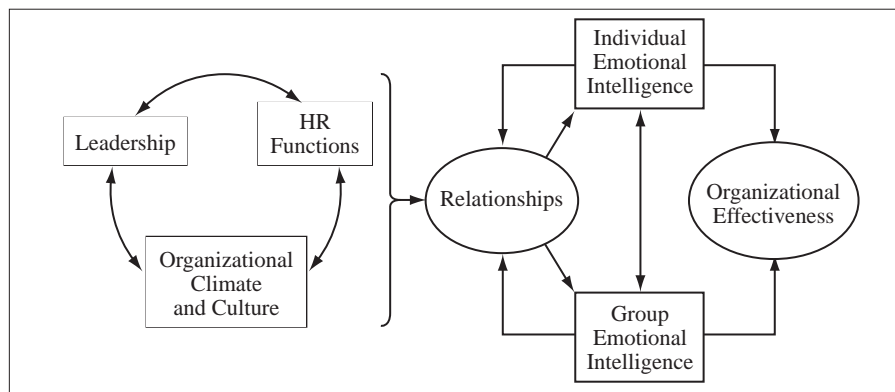 Leadership
HR
Functions
Organizational
Climate
and Culture
Relationships
Individual
Emotional
Intelligence
Group
Emotional
Intelligence
Organizational
Effectiveness